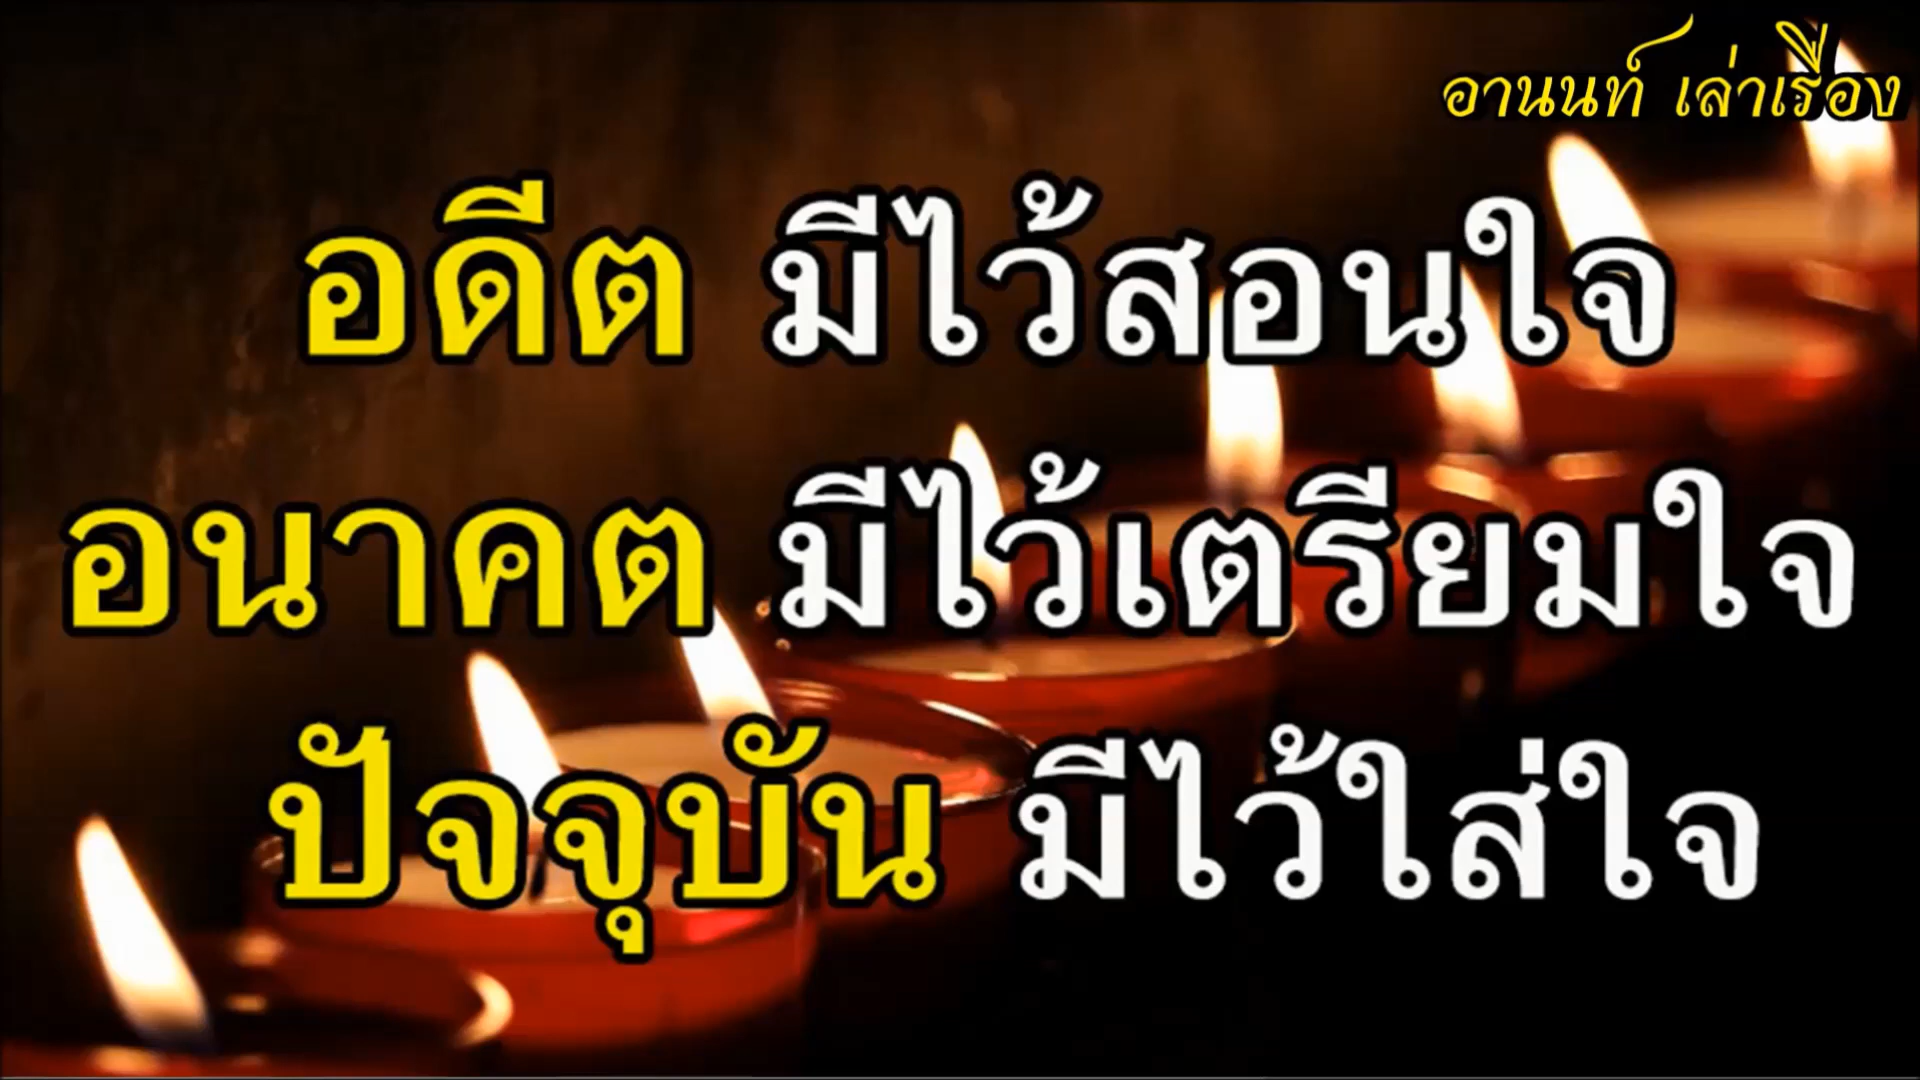 อานนท์ เล่าเรื่อง
อดีต มีไว้สอนใจ
อนาคต มีไว้เตรียมใจ
ปัจจุบัน มีไว้ใส่ใจ